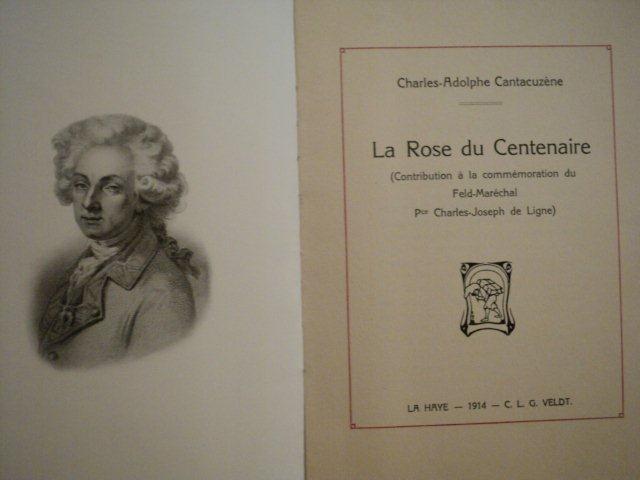 Charles-Adolphe Cantacuzène
La Rose du Centenaire
(Contribution à la commémoration du
Feld-Maréchal
Pce Charles-Joseph de Ligne)
LA HAYE — 1914 — C. L. G. VELDT.